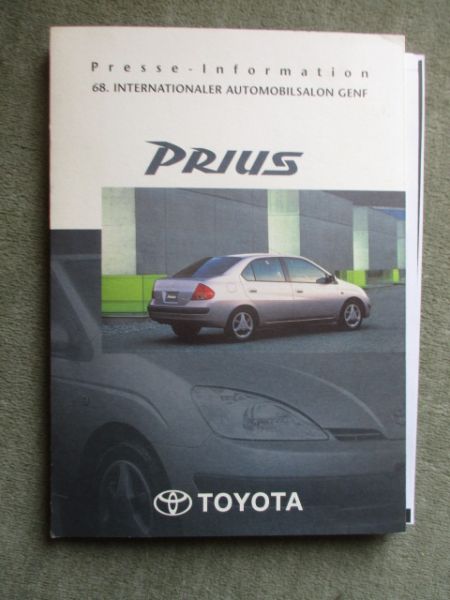 Presse-Information
68. INTERNATIONALER AUTOMOBILSALON GENF
PRIUS
TOYOTA